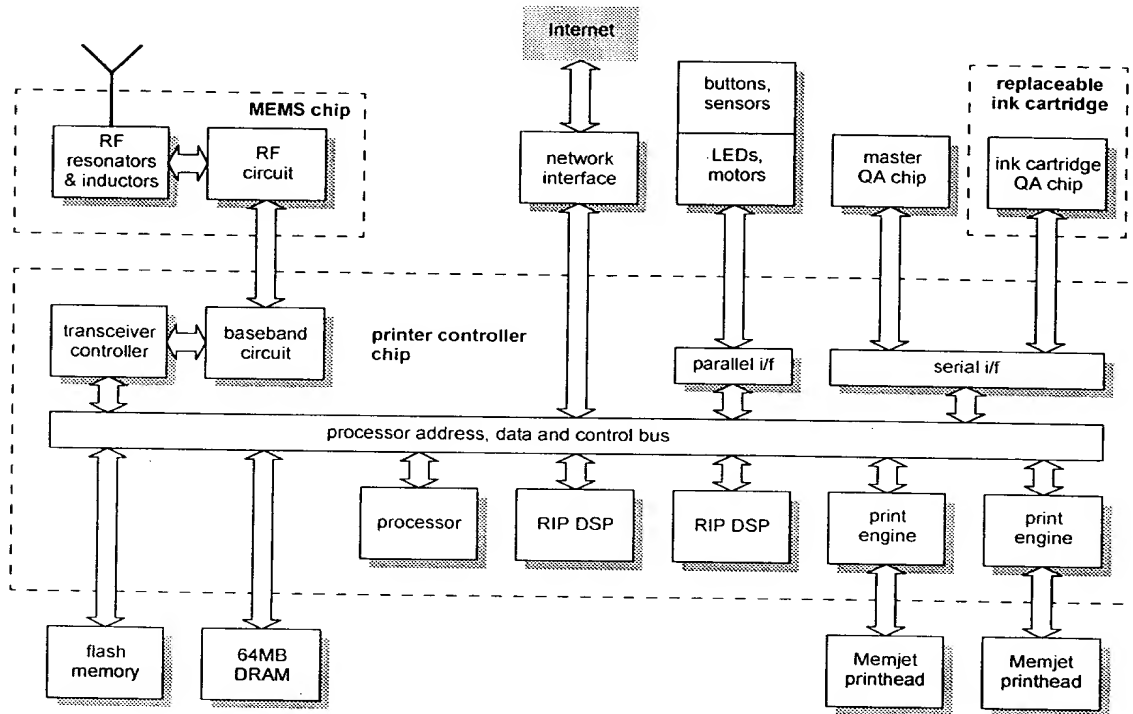 Internet
MEMS chip
RF
resonators
& inductors
RF
circuit
network
interface
buttons,
sensors
LEDs,
motors
master
QA chip
replaceable
ink cartridge
ink cartridge
QA chip
transceiver
controller
baseband
circuit
printer controller
chip
parallel i/f
serial i/f
processor address, data and control bus
processor
RIP DSP
RIP DSP
print
engine
print
engine
flash
memory
64MB
DRAM
Memjet
printhead
Memjet
printhead